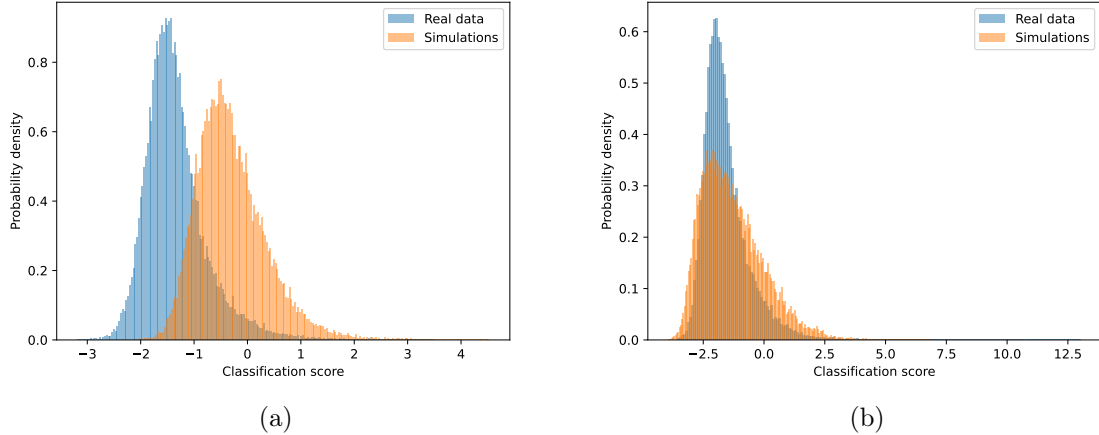 Real data
Simulations
0.8
0.6
0.4
0.2
0.0
Probability density
−3 −2 −1 0 1 2 3 4
Classification score
(a)
Real data
Simulations
0.6
0.5
0.4
0.3
0.2
0.1
0.0
Probability density
−2.5 0.0 2.5 5.0 7.5 10.0 12.5
Classification score
(b)